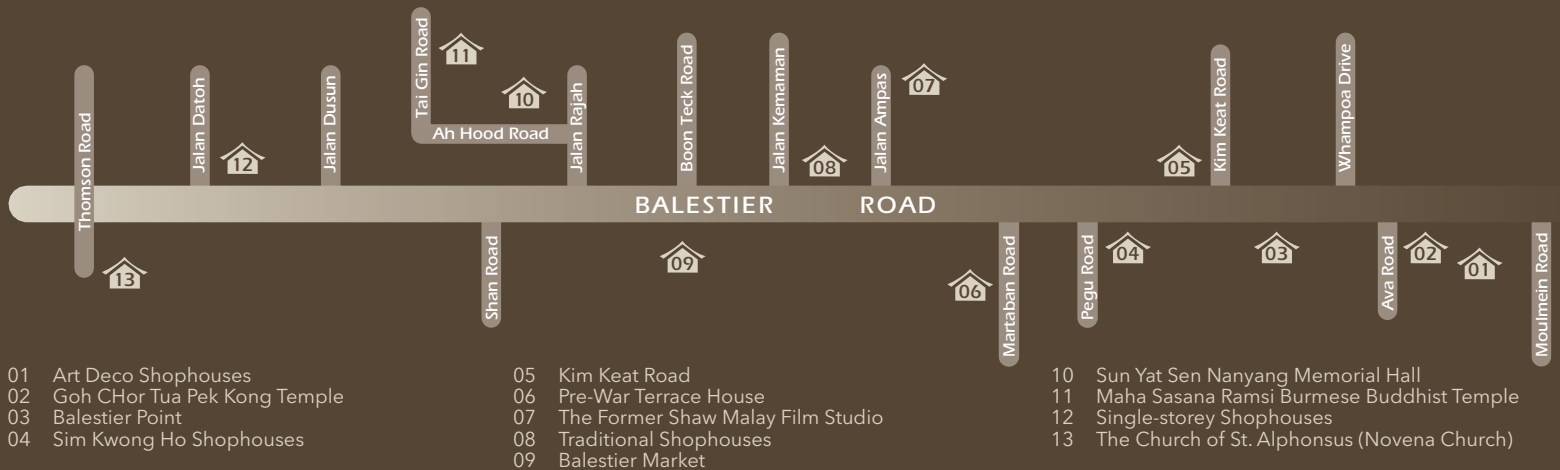 Tai Gin Road
11
Boon Teck Road
Jalan Kemaman
Kim Keat Road
Whampoa Drive
Thomson Road
Jalan Datoh
Jalan Dusun
10
Jalan Rajah
Jalan Ampas
07
Ah Hood Road
12
08
05
BALESTIER ROAD
13
Shan Road
09
06
Martaban Road
Pegu Road
04
03
Ava Road
02
01
Moulmein Road
01 Art Deco Shophouses
02 Goh CHor Tua Pek Kong Temple
03 Balestier Point
04 Sim Kwong Ho Shophouses
05 Kim Keat Road
06 Pre-War Terrace House
07 The Former Shaw Malay Film Studio
08 Traditional Shophouses
09 Balestier Market
10 Sun Yat Sen Nanyang Memorial Hall
11 Maha Sasana Ramsi Burmese Buddhist Temple
12 Single-storey Shophouses
13 The Church of St. Alphonsus (Novena Church)